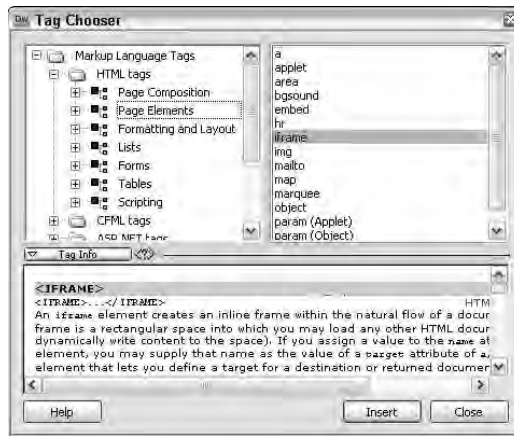 Tag Chooser
Markup Language Tags
HTML tags
Page Composition
Page Elements
Formatting and Layout
Lists
Forms
Tables
Scripting
CFML tags
ASP.NET tags
a
applet
area
bgsound
embed
hr
iframe
img
mailto
map
marquee
object
param (Applet)
param (Object)
Tag Info <?>
<IFRAME>
<IFRAME>...</IFRAME> HTM
An iframe element creates an inline frame within the natural flow of a docur
frame is a rectangular space into which you may load any other HTML docur
dynamically write content to the space). If you assign a value to the name at
element, you may supply that name as the value of a target attribute of a,
element that lets you define a target for a destination or returned documer
Help Insert Close